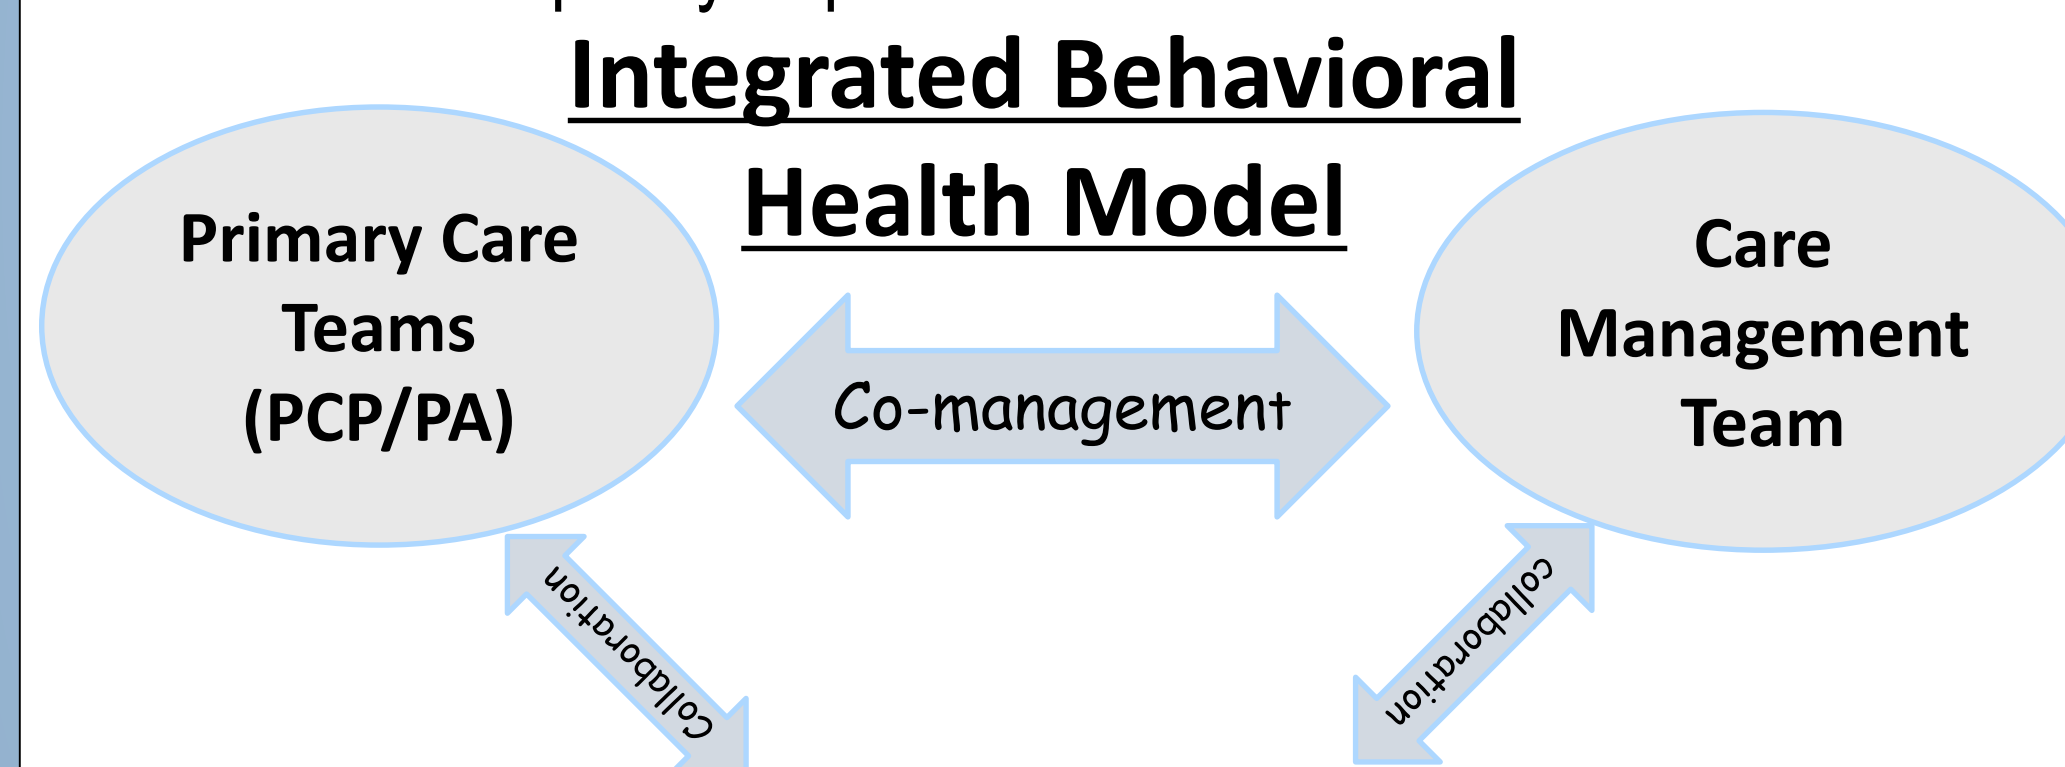 Integrated Behavioral
Health Model
Primary Care
Teams
(PCP/PA)
Co-management
Care
Management
Team
Collaboration
collaboration